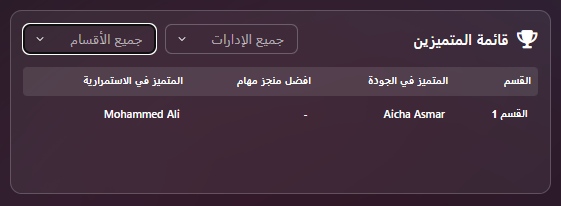 قائمة المتميزين
جميع الإدارات
جميع الأقسام
القسم المتميز في الجودة افضل منجز مهام المتميز في الاستمرارية
القسم 1 Aicha Asmar - Mohammed Ali